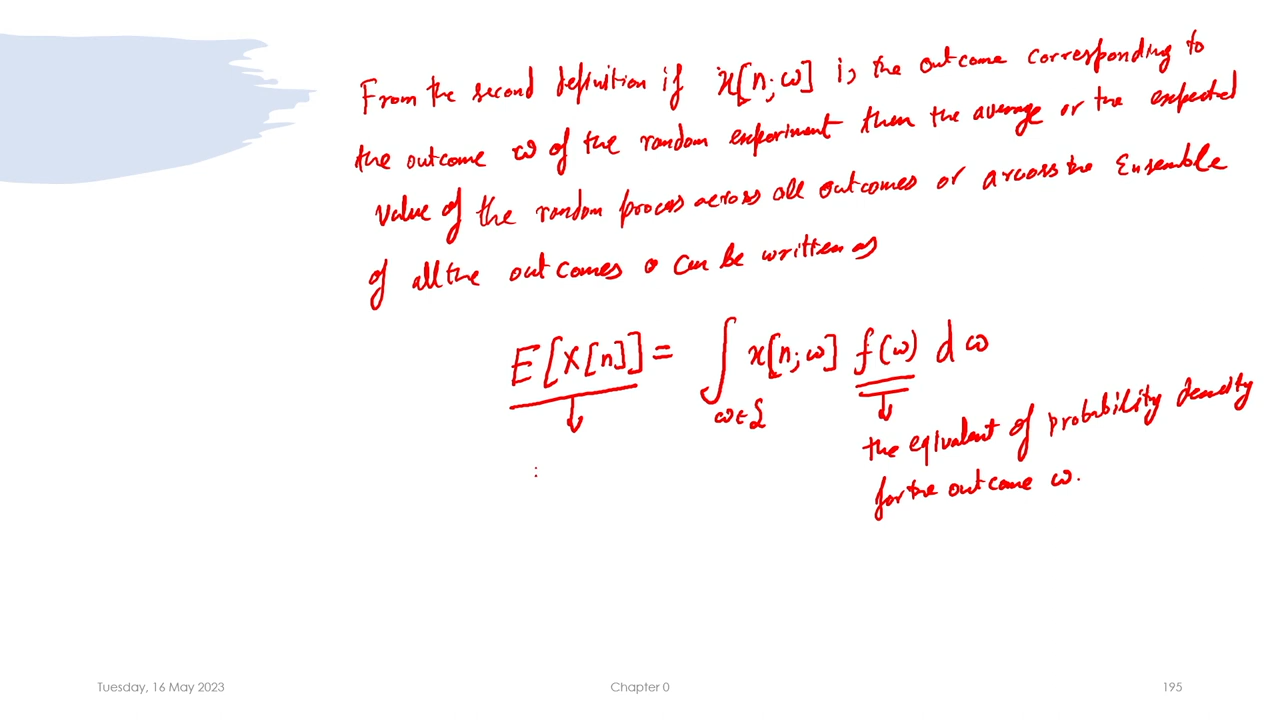 From the second definition if x[n;ω] is the outcome corresponding to
the outcome ω of the random experiment then the average or the expected
value of the random process across all outcomes or arcoss the Ensemble
of all the outcomes o can be written as
E[X[n]] = ∫ x[n;ω] f(ω) dω
ω∈Ω
the eqivalent of probability density
for the outcome ω.
Tuesday, 16 May 2023
Chapter 0
195